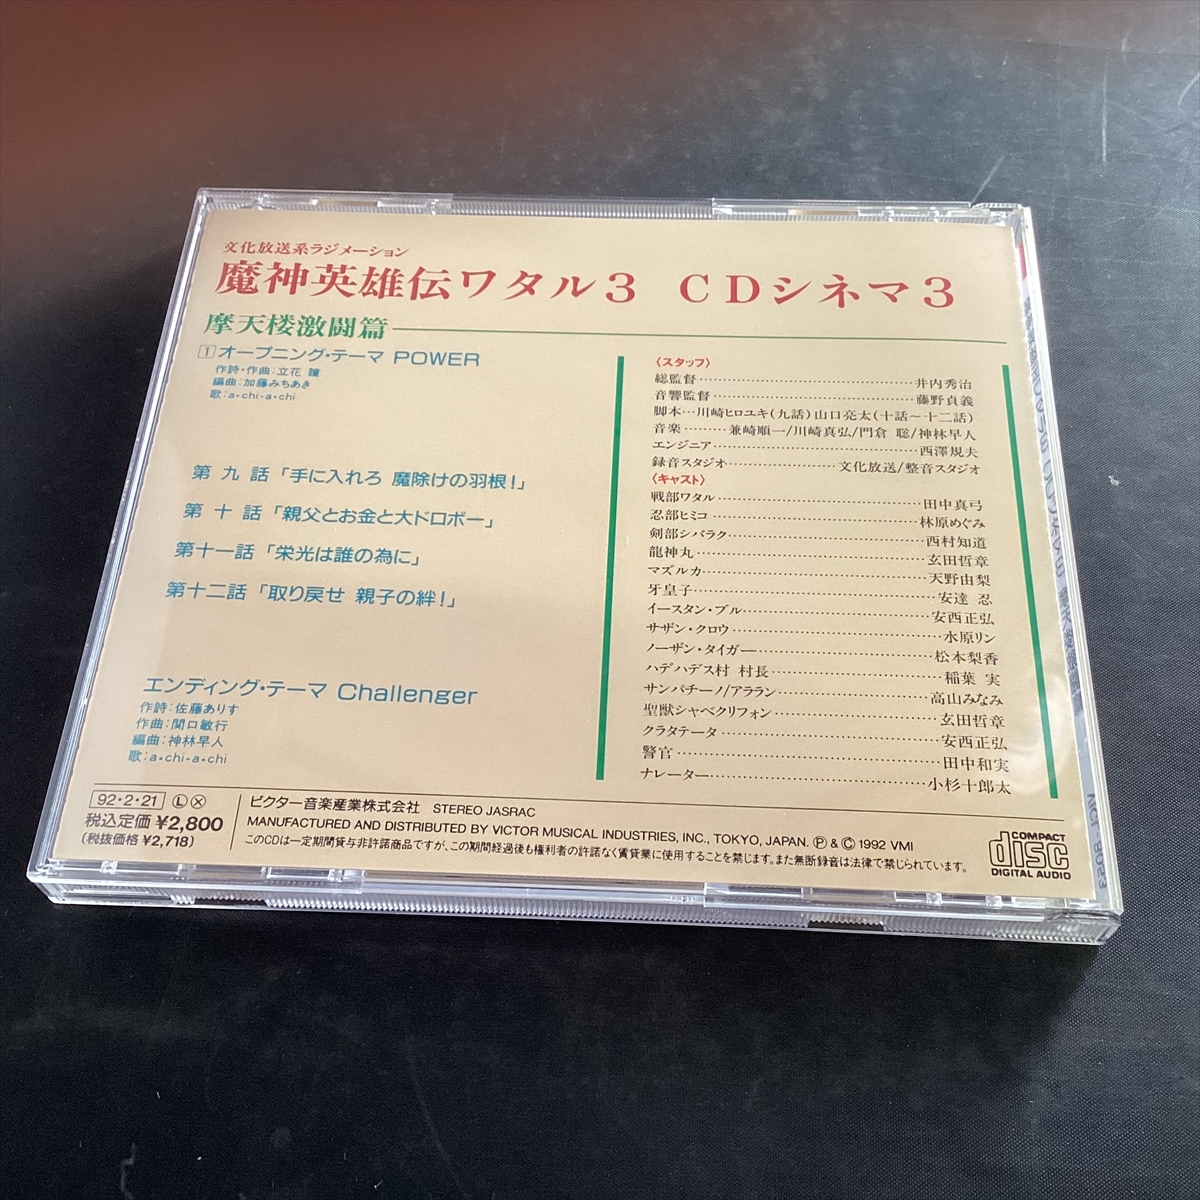 文化放送系ラジメーション
魔神英雄伝ワタル3 CDシネマ3
摩天楼激闘篇
1 オープニング・テーマ POWER
作詩・作曲:立花 瞳
編曲:加藤みちあき
歌:a・chi-a・chi
第 九 話「手に入れろ 魔除けの羽根!」
第 十 話「親父とお金と大ドロボー」
第十一話「栄光は誰の為に」
第十二話「取り戻せ 親子の絆!」
エンディング・テーマ Challenger
作詩:佐藤ありす
作曲:関口敏行
編曲:神林早人
歌:a・chi-a・chi
〈スタッフ〉
総監督……井内秀治
音響監督……藤野貞義
脚本…川崎ヒロユキ(九話)山口亮太(十話〜十二話)
音楽……兼崎順一/川崎真弘/門倉 聡/神林早人
エンジニア……西澤規夫
録音スタジオ……文化放送/整音スタジオ
〈キャスト〉
戦部ワタル……田中真弓
忍部ヒミコ……林原めぐみ
剣部シバラク……西村知道
龍神丸……玄田哲章
マズルカ……天野由梨
牙皇子……安達 忍
イースタン・ブル……安西正弘
サザン・クロウ……水原リン
ノーザン・タイガー……松本梨香
ハデハデス村 村長……稲葉 実
サンパチーノ/アララン……高山みなみ
聖獣シャベクリフォン……玄田哲章
クラタテータ……安西正弘
警官……田中和実
ナレーター……小杉十郎太
92・2・21 Ⓛ Ⓧ
税込定価 ¥2,800
(税抜価格 ¥2,718)
ビクター音楽産業株式会社 STEREO JASRAC
MANUFACTURED AND DISTRIBUTED BY VICTOR MUSICAL INDUSTRIES, INC., TOKYO, JAPAN. Ⓟ & © 1992 VMI
このCDは一定期間貸与非許諾商品ですが、この期間経過後も権利者の許諾なく賃貸業に使用することを禁じます。また無断録音は法律で禁じられています。
COMPACT
disc
DIGITAL AUDIO